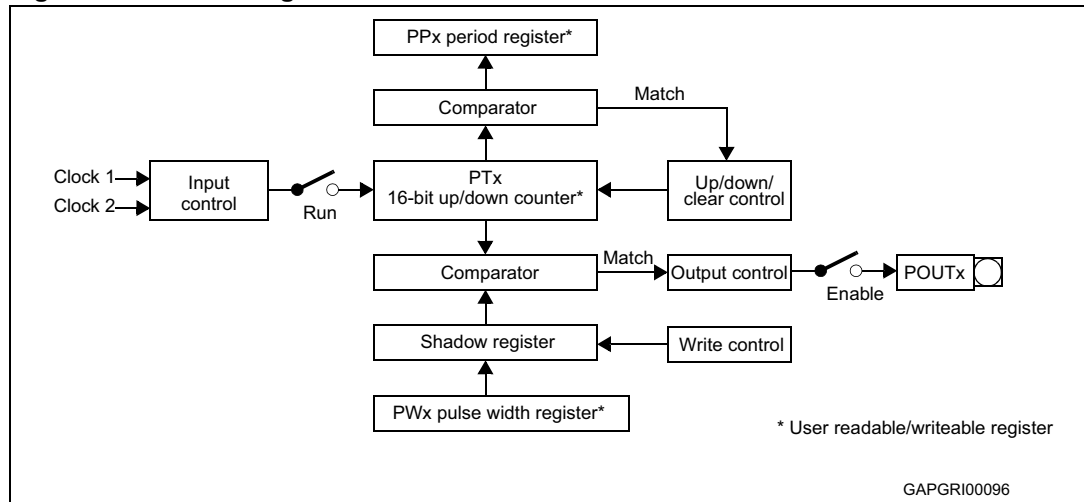 PPx period register*
Comparator
Match
Clock 1
Clock 2
Input
control
Run
PTx
16-bit up/down counter*
Up/down/
clear control
Comparator
Match
Output control
Enable
POUTx
Shadow register
Write control
PWx pulse width register*
* User readable/writeable register
GAPGRI00096